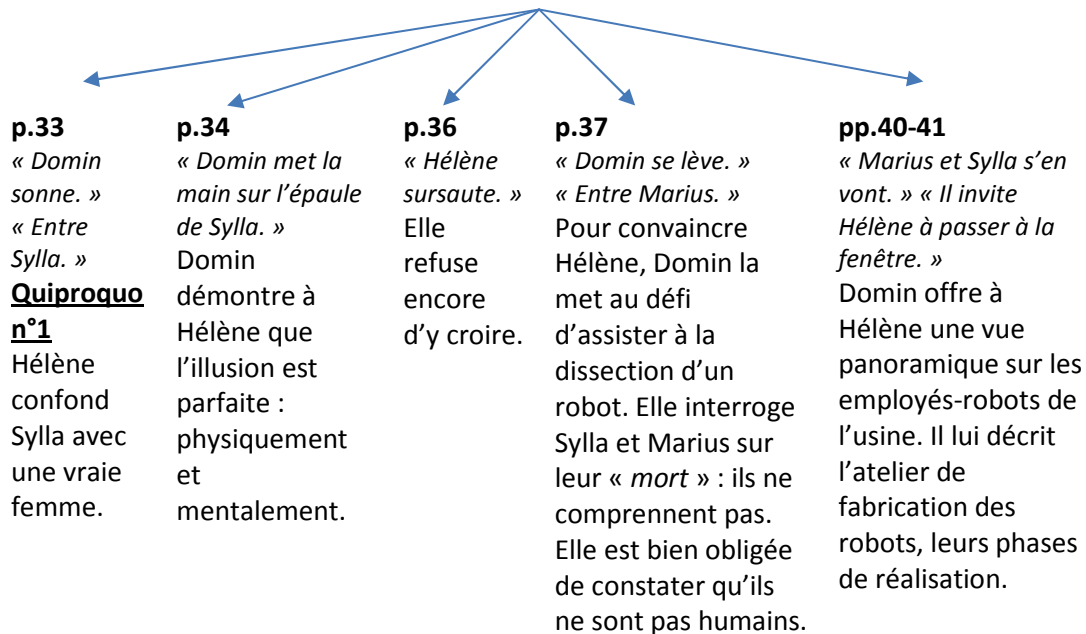 p.33
« Domin
sonne. »
« Entre
Sylla. »
Quiproquo
n°1
Hélène
confond
Sylla avec
une vraie
femme.
p.34
« Domin met la
main sur l’épaule
de Sylla. »
Domin
démontre à
Hélène que
l’illusion est
parfaite :
physiquement
et
mentalement.
p.36
« Hélène
sursaute. »
Elle
refuse
encore
d’y croire.
p.37
« Domin se lève. »
« Entre Marius. »
Pour convaincre
Hélène, Domin la
met au défi
d’assister à la
dissection d’un
robot. Elle interroge
Sylla et Marius sur
leur « mort » : ils ne
comprennent pas.
Elle est bien obligée
de constater qu’ils
ne sont pas humains.
pp.40-41
« Marius et Sylla s’en
vont. » « Il invite
Hélène à passer à la
fenêtre. »
Domin offre à
Hélène une vue
panoramique sur les
employés-robots de
l’usine. Il lui décrit
l’atelier de
fabrication des
robots, leurs phases
de réalisation.